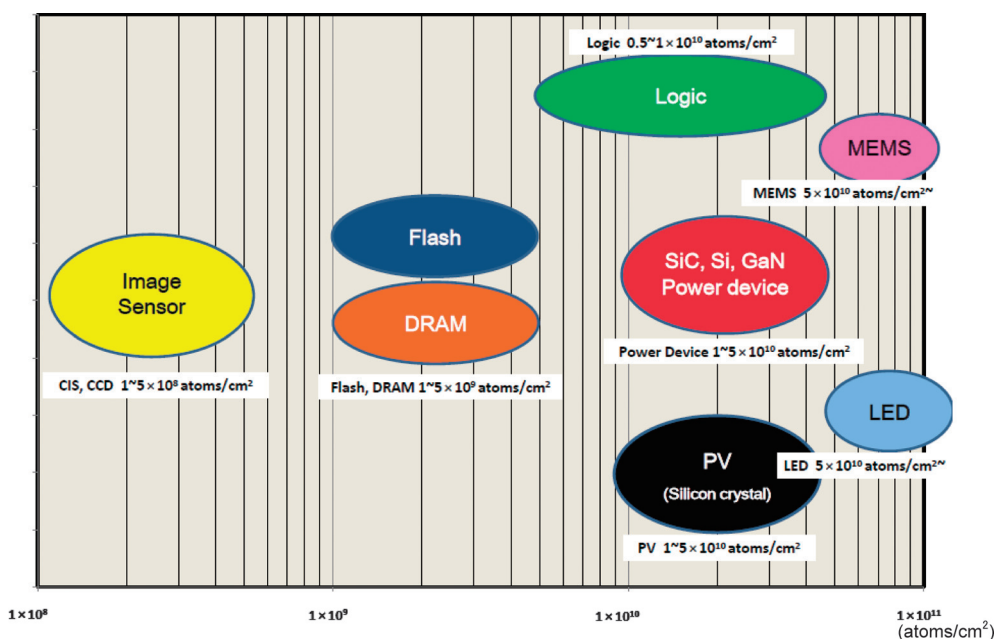 Logic 0.5~1×10¹⁰ atoms/cm²
Logic
MEMS
MEMS 5×10¹⁰ atoms/cm²~
Flash
SiC, Si, GaN
Power device
Image
Sensor
DRAM
Power Device 1~5×10¹⁰ atoms/cm²
CIS, CCD 1~5×10⁸ atoms/cm²
Flash, DRAM 1~5×10⁹ atoms/cm²
LED
PV
LED 5×10¹⁰ atoms/cm²~
(Silicon crystal)
PV 1~5×10¹⁰ atoms/cm²
1×10⁸
1×10⁹
1×10¹⁰
1×10¹¹
(atoms/cm²)